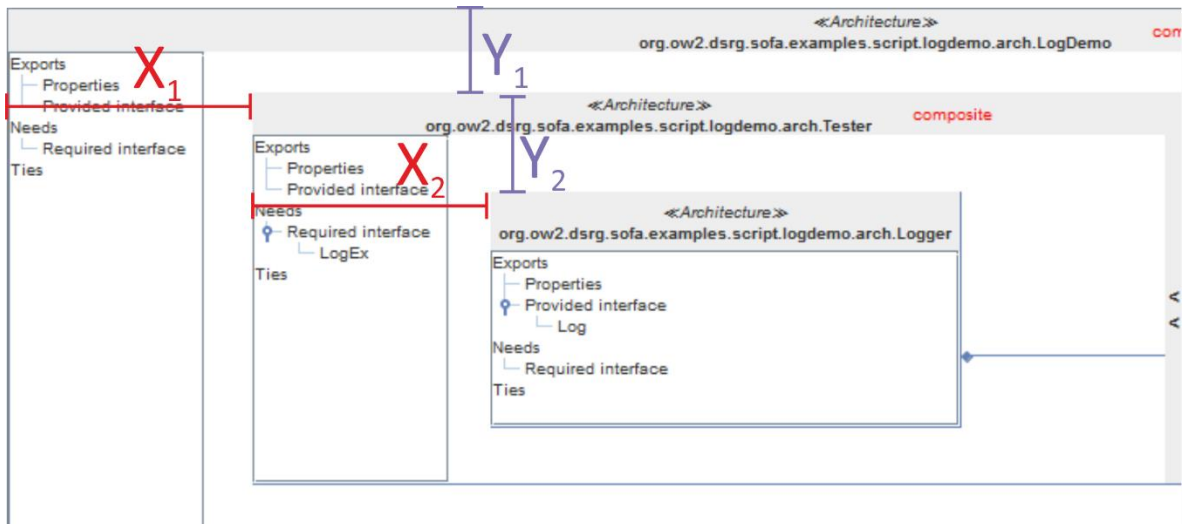 ≪Architecture≫
org.ow2.dsrg.sofa.examples.script.logdemo.arch.LogDemo
com
Exports
Properties
Provided interface
Needs
Required interface
Ties
X1
Y1
≪Architecture≫
org.ow2.dsrg.sofa.examples.script.logdemo.arch.Tester
composite
Exports
Properties
Provided interface
Needs
Required interface
LogEx
Ties
X2
Y2
≪Architecture≫
org.ow2.dsrg.sofa.examples.script.logdemo.arch.Logger
Exports
Properties
Provided interface
Log
Needs
Required interface
Ties
<
<